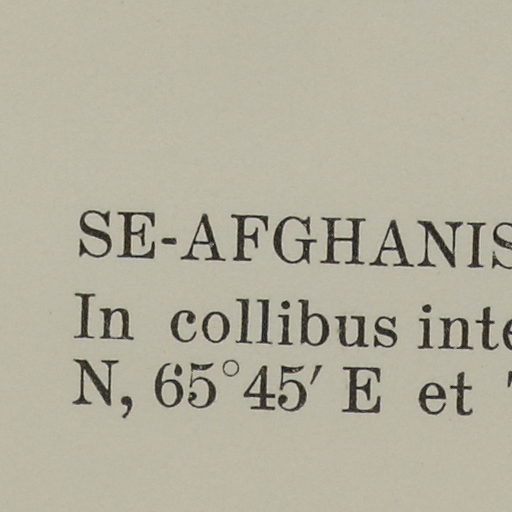 SE-AFGHANIS
In collibus inte
N, 65°45′ E et